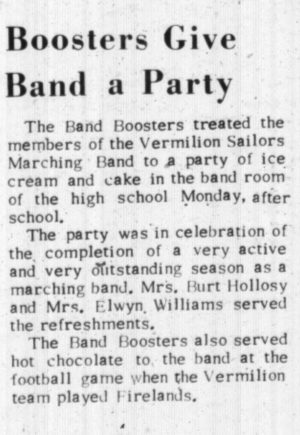 Boosters Give
Band a Party
The Band Boosters treated the
members of the Vermilion Sailors
Marching Band to a party of ice
cream and cake in the band room
of the high school Monday, after
school.
The party was in celebration of
the completion of a very active
and very outstanding season as a
marching band. Mrs. Burt Hollosy
and Mrs. Elwyn Williams served
the refreshments.
The Band Boosters also served
hot chocolate to the band at the
football game when the Vermilion
team played Firelands.